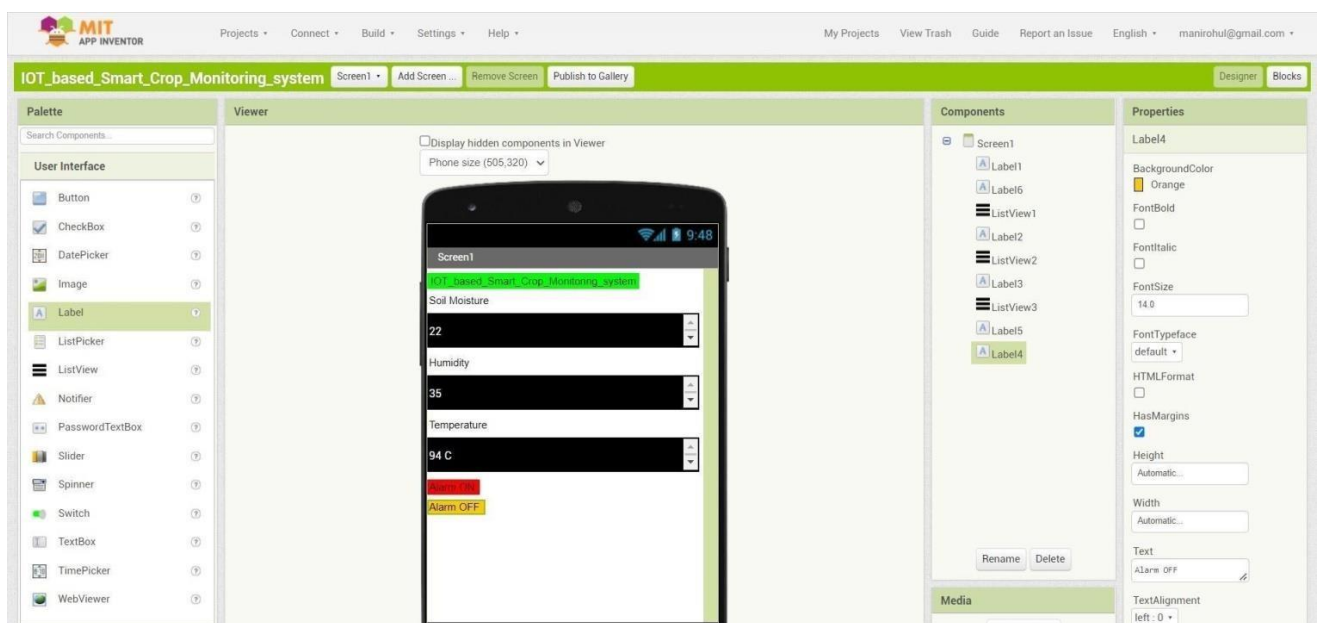 MIT
APP INVENTOR
Projects Connect Build Settings Help
My Projects View Trash Guide Report an Issue English manirohul@gmail.com
IOT_based_Smart_Crop_Monitoring_system Screen1 Add Screen ... Remove Screen Publish to Gallery Designer Blocks
Palette
Search Components...
User Interface
Button
CheckBox
DatePicker
Image
Label
ListPicker
ListView
Notifier
PasswordTextBox
Slider
Spinner
Switch
TextBox
TimePicker
WebViewer
Viewer
Display hidden components in Viewer
Phone size (505,320)
9:48
Screen1
IOT_based_Smart_Crop_Monitoring_system
Soil Moisture
22
Humidity
35
Temperature
94 C
Alarm ON
Alarm OFF
Components
Screen1
Label1
Label6
ListView1
Label2
ListView2
Label3
ListView3
Label5
Label4
Rename Delete
Media
Properties
Label4
BackgroundColor
Orange
FontBold
FontItalic
FontSize
14.0
FontTypeface
default
HTMLFormat
HasMargins
Height
Automatic...
Width
Automatic...
Text
Alarm OFF
TextAlignment
left : 0